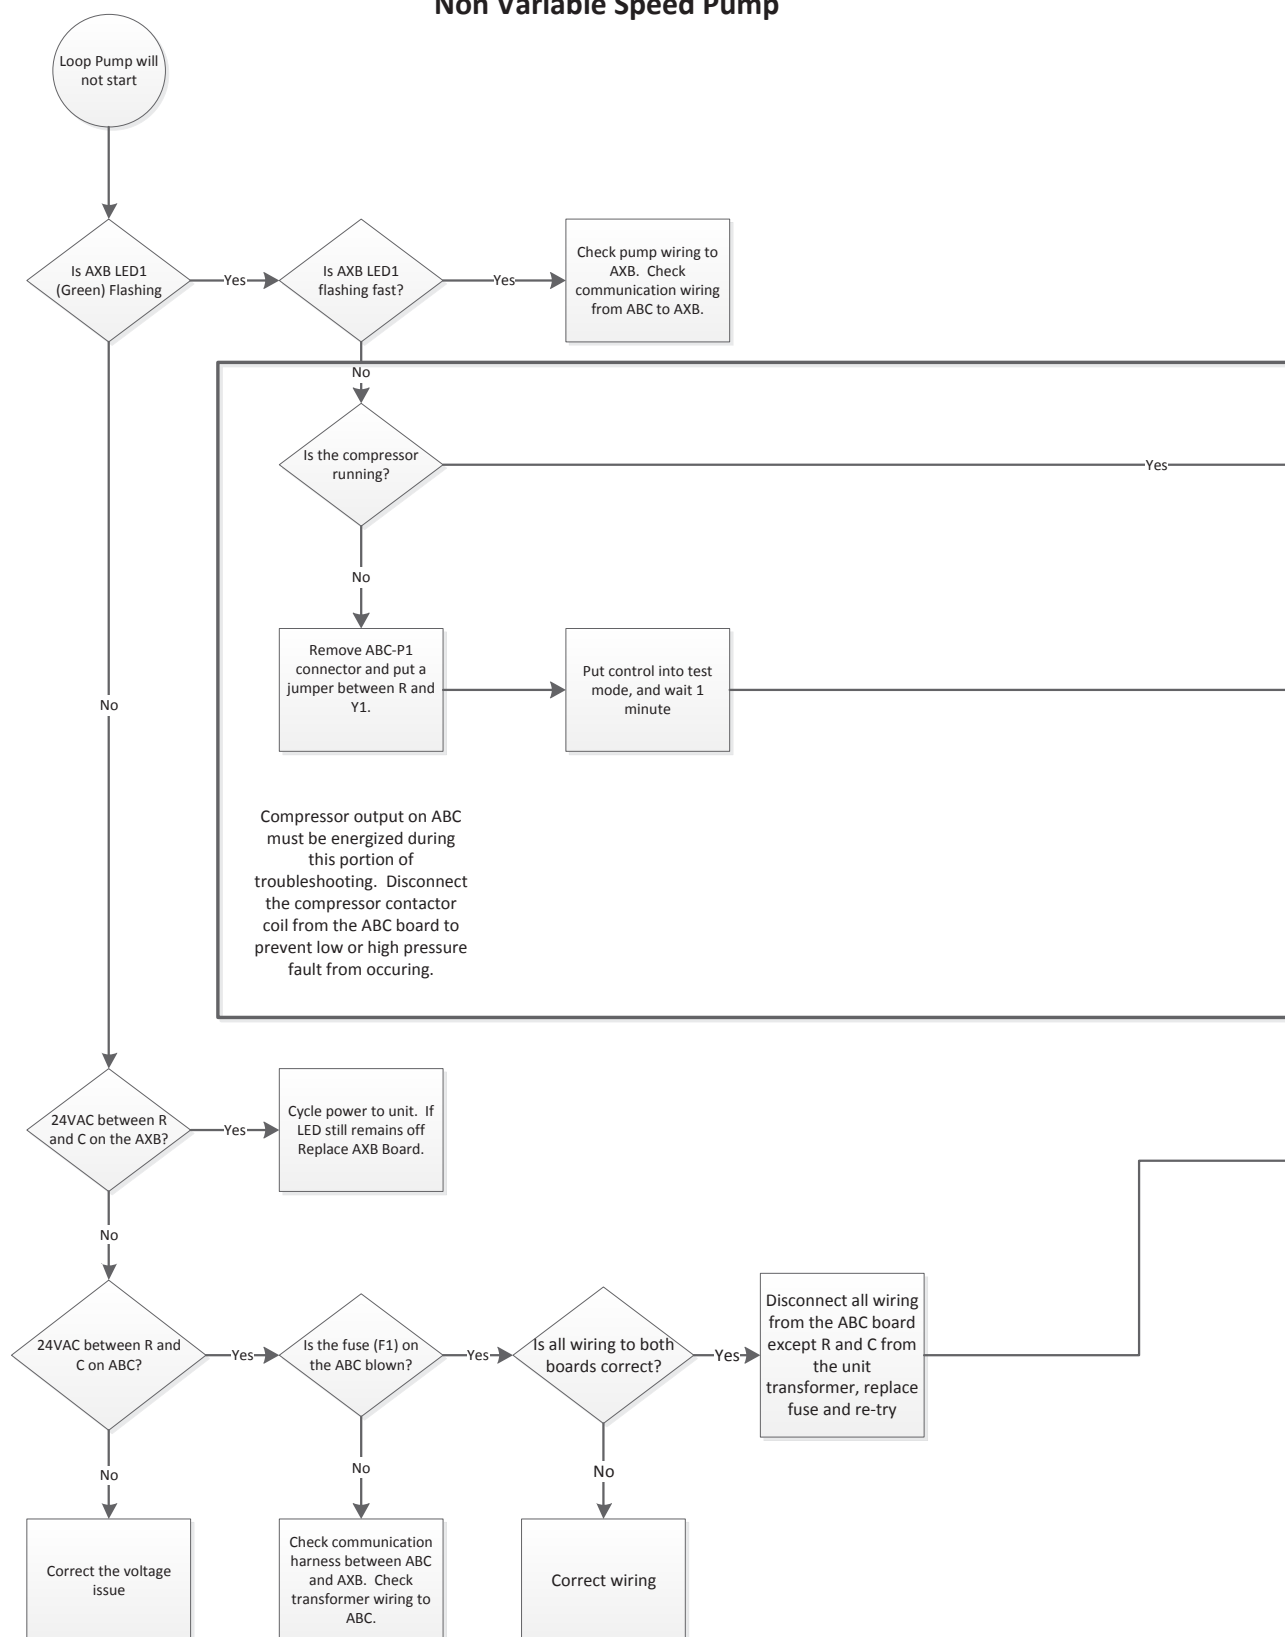 Non Variable Speed Pump
Loop Pump will
not start
Is AXB LED1
(Green) Flashing
Yes
Is AXB LED1
flashing fast?
Yes
Check pump wiring to
AXB. Check
communication wiring
from ABC to AXB.
No
Is the compressor
running?
Yes
No
Remove ABC-P1
connector and put a
jumper between R and
Y1.
Put control into test
mode, and wait 1
minute
No
Compressor output on ABC
must be energized during
this portion of
troubleshooting. Disconnect
the compressor contactor
coil from the ABC board to
prevent low or high pressure
fault from occuring.
24VAC between R
and C on the AXB?
Yes
Cycle power to unit. If
LED still remains off
Replace AXB Board.
No
24VAC between R and
C on ABC?
Yes
Is the fuse (F1) on
the ABC blown?
Yes
Is all wiring to both
boards correct?
Yes
Disconnect all wiring
from the ABC board
except R and C from
the unit
transformer, replace
fuse and re-try
No
No
No
Correct the voltage
issue
Check communication
harness between ABC
and AXB. Check
transformer wiring to
ABC.
Correct wiring